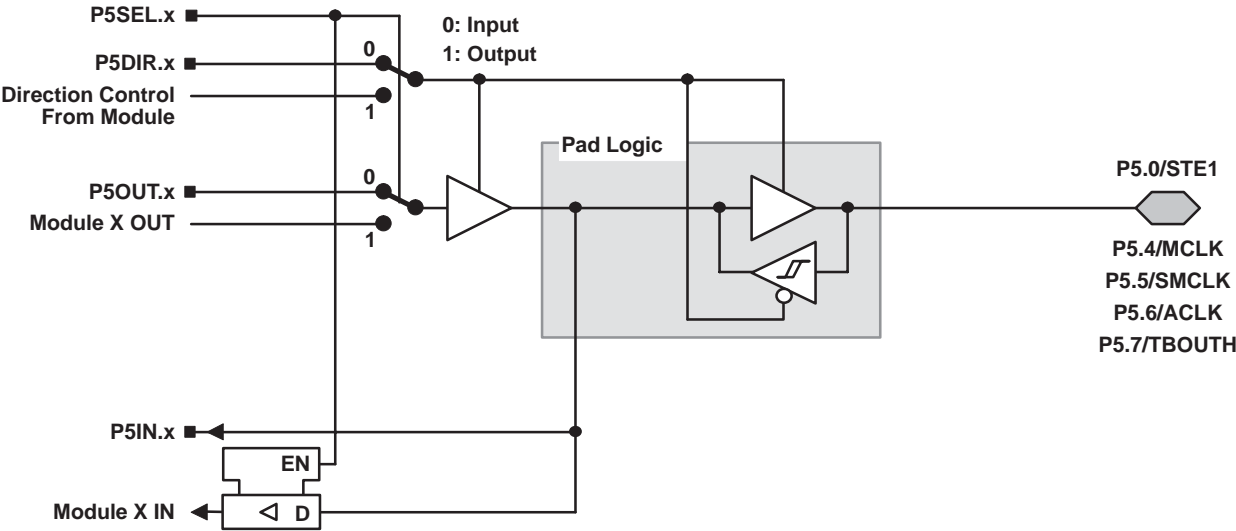 P5SEL.x
0: Input
1: Output
0
P5DIR.x
Direction Control
From Module
1
Pad Logic
P5.0/STE1
0
P5OUT.x
Module X OUT
1
P5.4/MCLK
P5.5/SMCLK
P5.6/ACLK
P5.7/TBOUTH
P5IN.x
EN
Module X IN
D